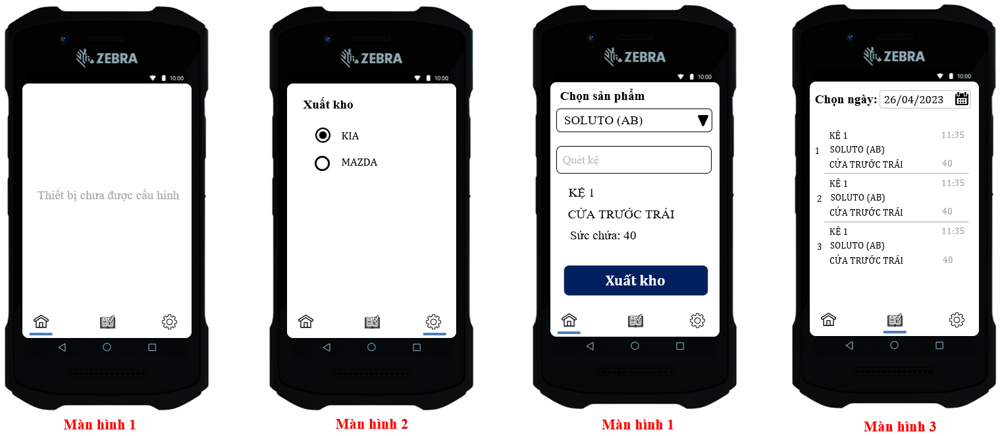 ZEBRA
10:00
Thiết bị chưa được cấu hình
Màn hình 1
ZEBRA
10:00
Xuất kho
KIA
MAZDA
Màn hình 2
ZEBRA
10:00
Chọn sản phẩm
SOLUTO (AB)
Quét kệ
KỆ 1
CỬA TRƯỚC TRÁI
Sức chứa: 40
Xuất kho
Màn hình 1
ZEBRA
10:00
Chọn ngày: 26/04/2023
KỆ 1 11:35
1 SOLUTO (AB)
CỬA TRƯỚC TRÁI 40
KỆ 1 11:35
2 SOLUTO (AB)
CỬA TRƯỚC TRÁI 40
KỆ 1 11:35
3 SOLUTO (AB)
CỬA TRƯỚC TRÁI 40
Màn hình 3